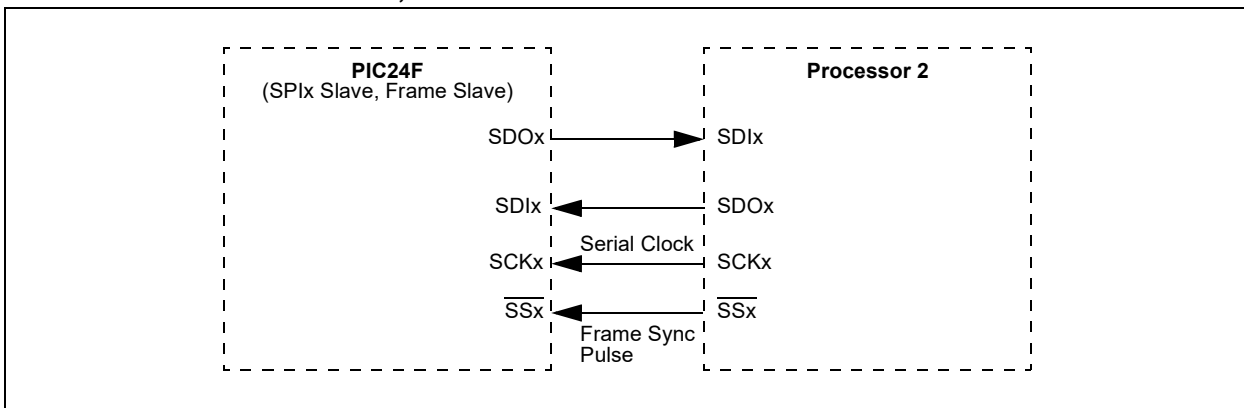 PIC24F
(SPIx Slave, Frame Slave)
Processor 2
SDOx
SDIx
SDIx
SDOx
Serial Clock
SCKx
SCKx
SSx
SSx
Frame Sync
Pulse